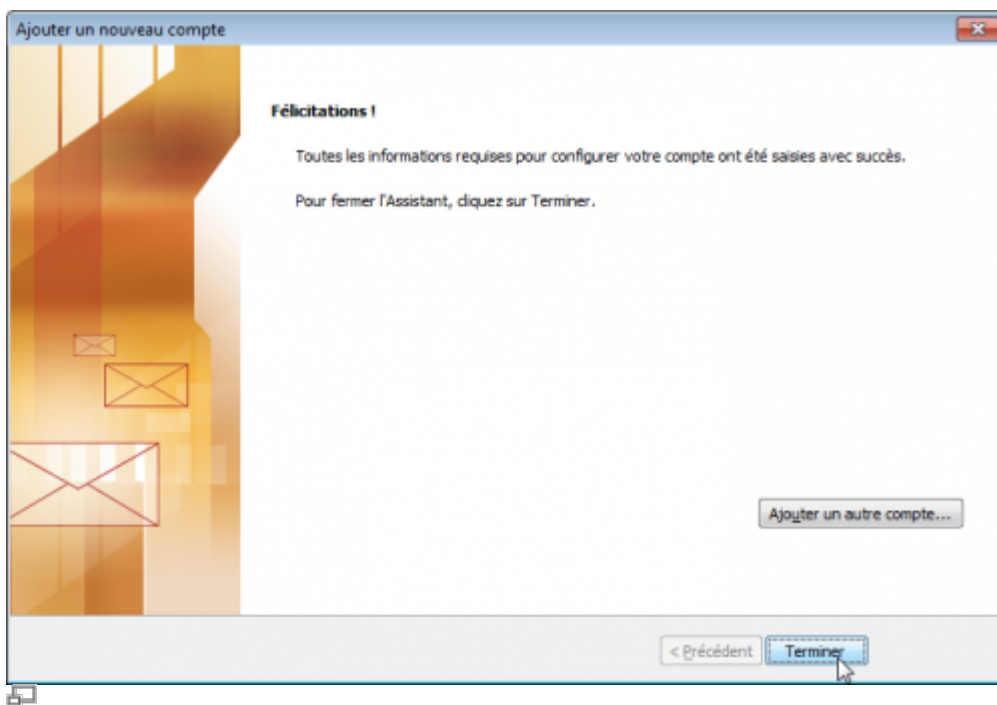 Ajouter un nouveau compte
Félicitations !
Toutes les informations requises pour configurer votre compte ont été saisies avec succès.
Pour fermer l'Assistant, cliquez sur Terminer.
Ajouter un autre compte...
< Précédent
Terminer